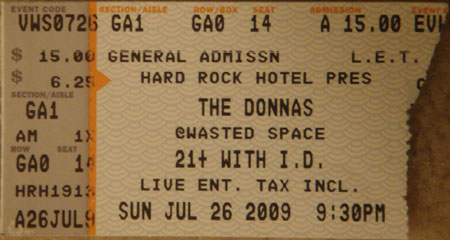 EVENT CODE SECTION/AISLE ROW/BOX SEAT ADMISSION EVENT
VWS0726 GA1 GA0 14 A 15.00 EVW
$ 15.00 GENERAL ADMISSN L.E.T.
$ 6.25 HARD ROCK HOTEL PRES
SECTION/AISLE
GA1 THE DONNAS
AM 1X @WASTED SPACE
ROW SEAT
GA0 14 21+ WITH I.D.
HRH1913 LIVE ENT. TAX INCL.
A26JUL9 SUN JUL 26 2009 9:30PM